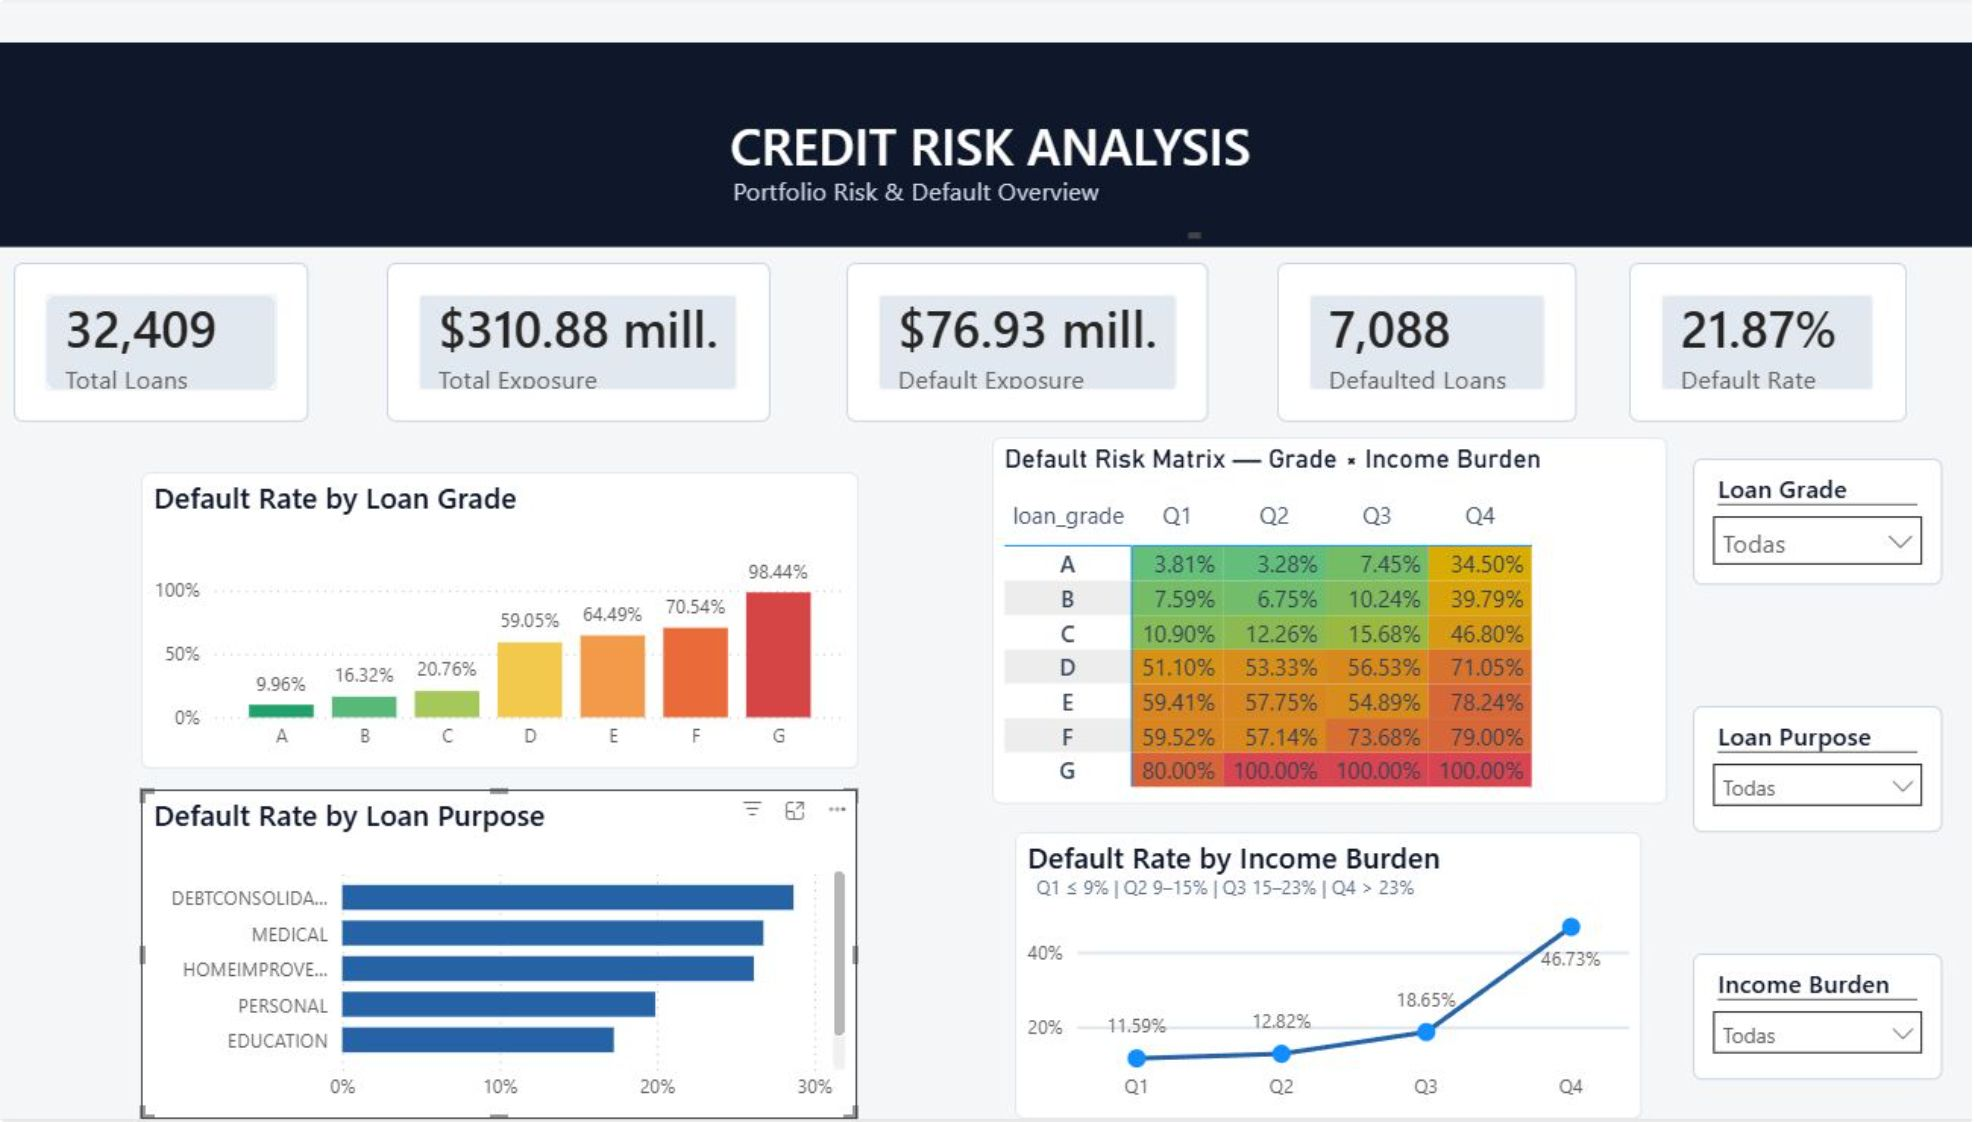 CREDIT RISK ANALYSIS
Portfolio Risk & Default Overview
32,409
Total Loans
$310.88 mill.
Total Exposure
$76.93 mill.
Default Exposure
7,088
Defaulted Loans
21.87%
Default Rate
Default Rate by Loan Grade
100%
50%
0%
9.96%
16.32%
20.76%
59.05%
64.49%
70.54%
98.44%
A B C D E F G
Default Risk Matrix — Grade × Income Burden
loan_grade Q1 Q2 Q3 Q4
A 3.81% 3.28% 7.45% 34.50%
B 7.59% 6.75% 10.24% 39.79%
C 10.90% 12.26% 15.68% 46.80%
D 51.10% 53.33% 56.53% 71.05%
E 59.41% 57.75% 54.89% 78.24%
F 59.52% 57.14% 73.68% 79.00%
G 80.00% 100.00% 100.00% 100.00%
Loan Grade
Todas
Loan Purpose
Todas
Income Burden
Todas
Default Rate by Loan Purpose
DEBTCONSOLIDA...
MEDICAL
HOMEIMPROVE...
PERSONAL
EDUCATION
0% 10% 20% 30%
Default Rate by Income Burden
Q1 ≤ 9% | Q2 9–15% | Q3 15–23% | Q4 > 23%
40%
20%
11.59%
12.82%
18.65%
46.73%
Q1 Q2 Q3 Q4